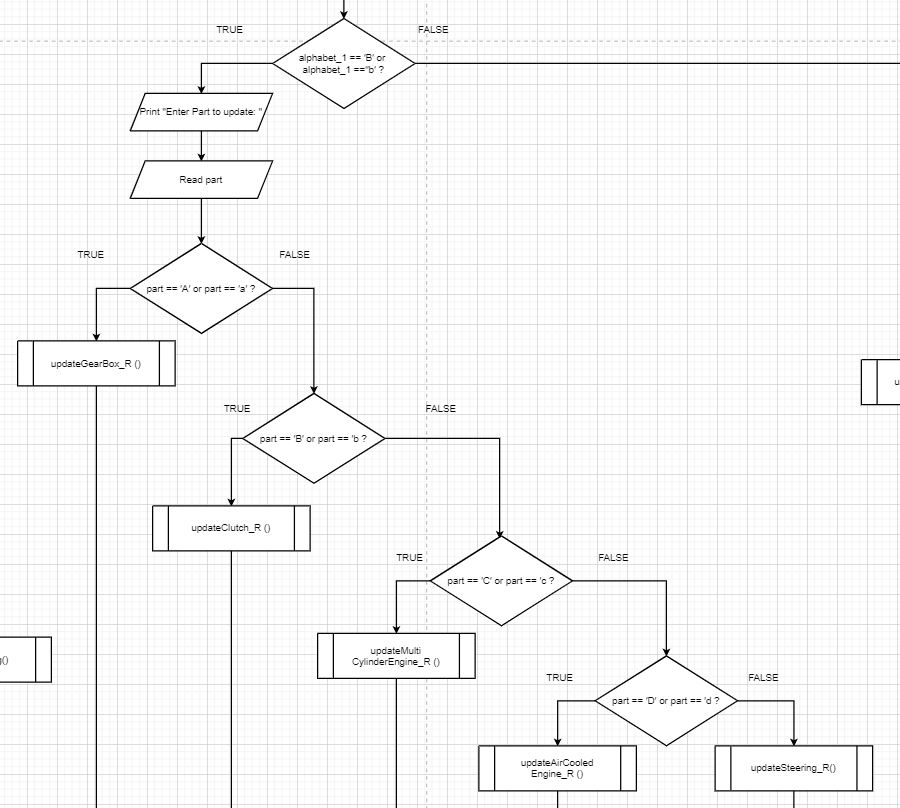 TRUE
FALSE
alphabet_1 == 'B' or
alphabet_1 =="b' ?
Print "Enter Part to update: "
Read part
TRUE
FALSE
part == 'A' or part == 'a' ?
updateGearBox_R ()
TRUE
FALSE
part == 'B' or part == 'b ?
updateClutch_R ()
TRUE
FALSE
part == 'C' or part == 'c ?
updateMulti
CylinderEngine_R ()
TRUE
FALSE
part == 'D' or part == 'd ?
updateAirCooled
Engine_R ()
updateSteering_R()